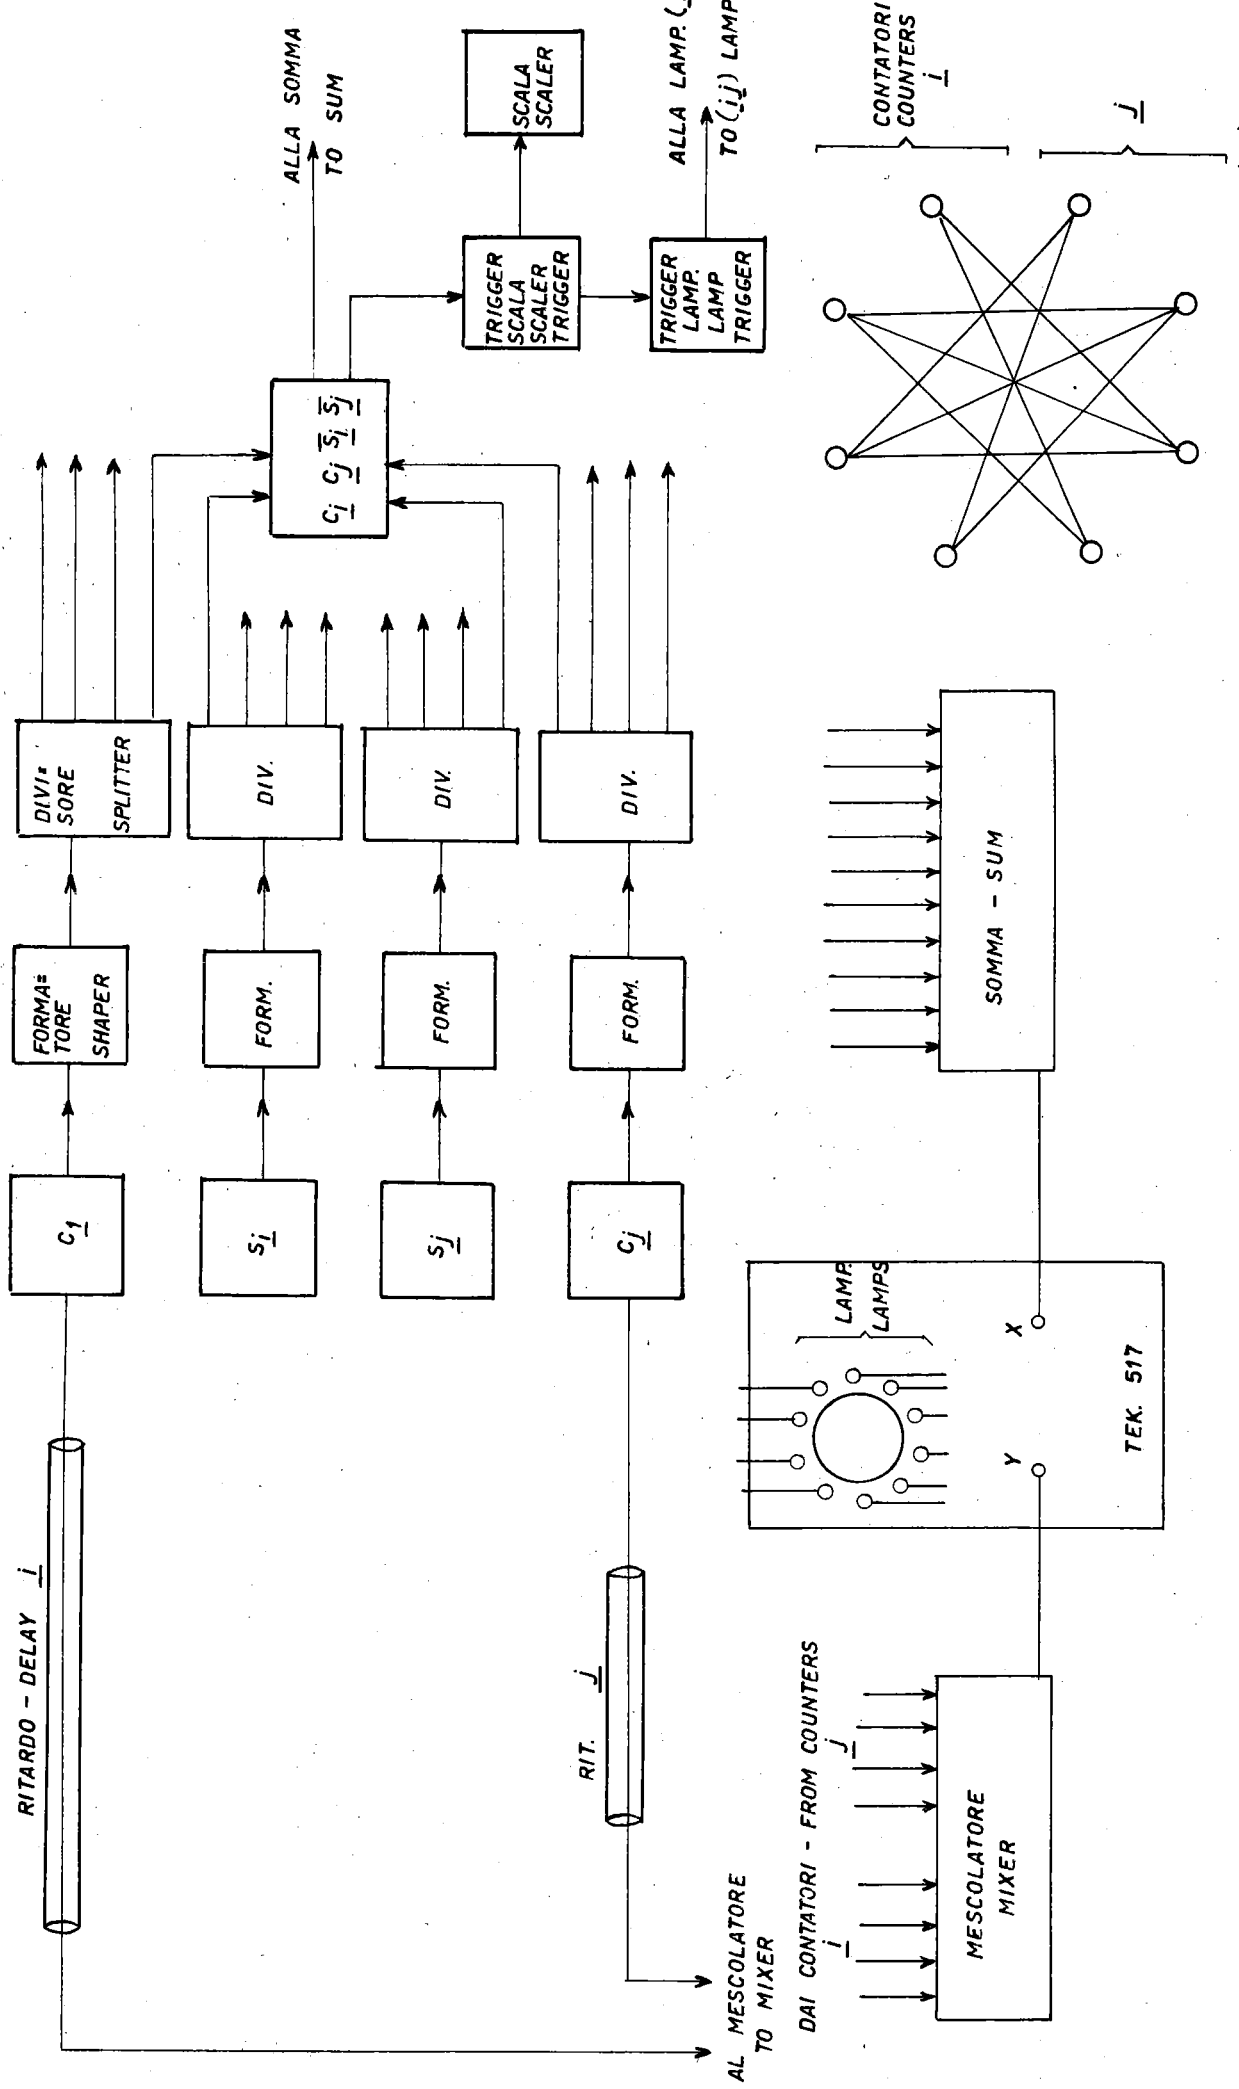 RITARDO - DELAY i
C1
FORMA=
TORE
SHAPER
DIVI=
SORE
SPLITTER
Si
FORM.
DIV.
Sj
FORM.
DIV.
RIT. j
Cj
FORM.
DIV.
Ci Cj S̅i S̅j
ALLA SOMMA
TO SUM
TRIGGER
SCALA
SCALER
TRIGGER
SCALA
SCALER
TRIGGER
LAMP.
LAMP
TRIGGER
ALLA LAMP. (
TO (ij) LAMP
AL MESCOLATORE
TO MIXER
DAI CONTATORI - FROM COUNTERS
i j
MESCOLATORE
MIXER
LAMP.
LAMPS
Y X
TEK. 517
SOMMA - SUM
CONTATORI
COUNTERS
i
j